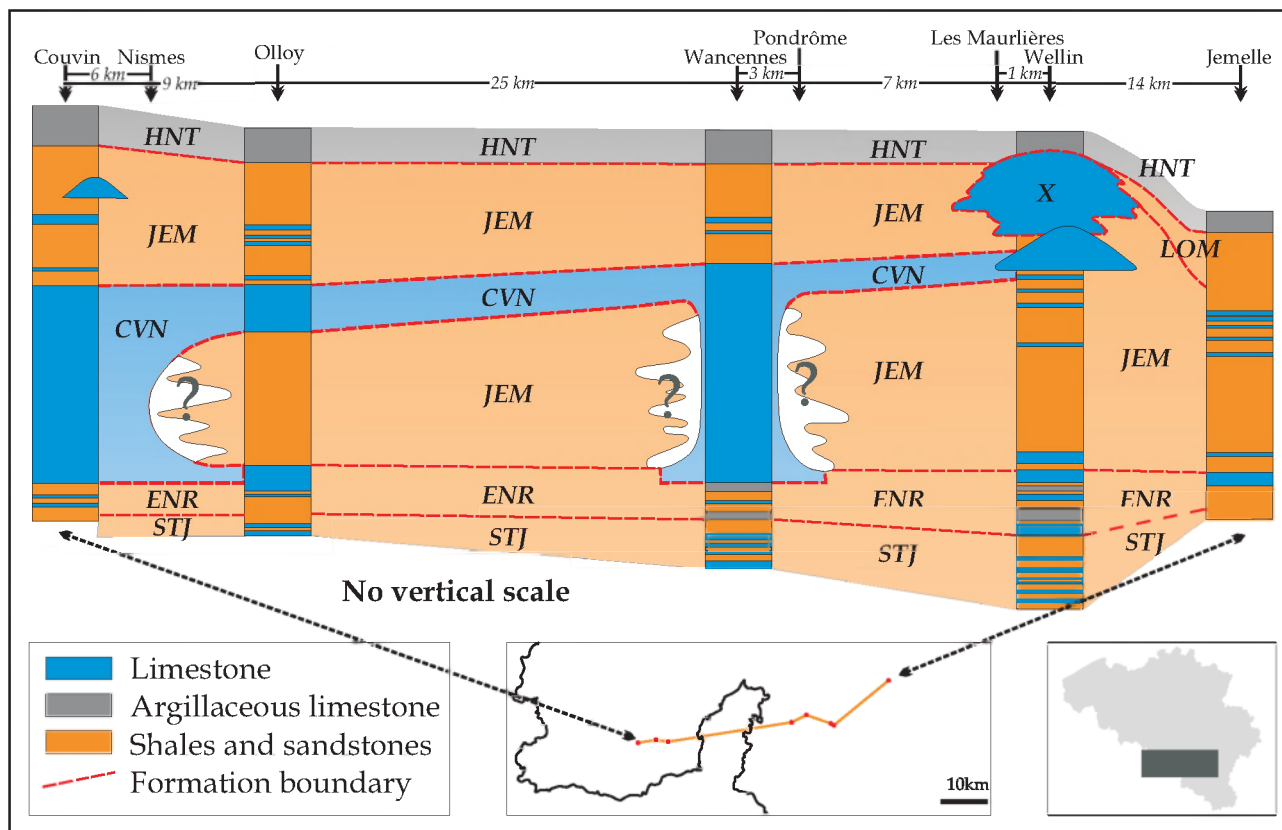 Pondrôme
Les Maurlières
Couvin Nismes Olloy Wancennes Wellin Jemelle
6 km 9 km 25 km 3 km 7 km 1 km 14 km
HNT HNT HNT HNT
X
JEM JEM JEM LOM
CVN CVN CVN
? ? ?
JEM JEM JEM
ENR ENR ENR ENR
STJ STJ STJ STJ
No vertical scale
Limestone
Argillaceous limestone
Shales and sandstones
Formation boundary
10km